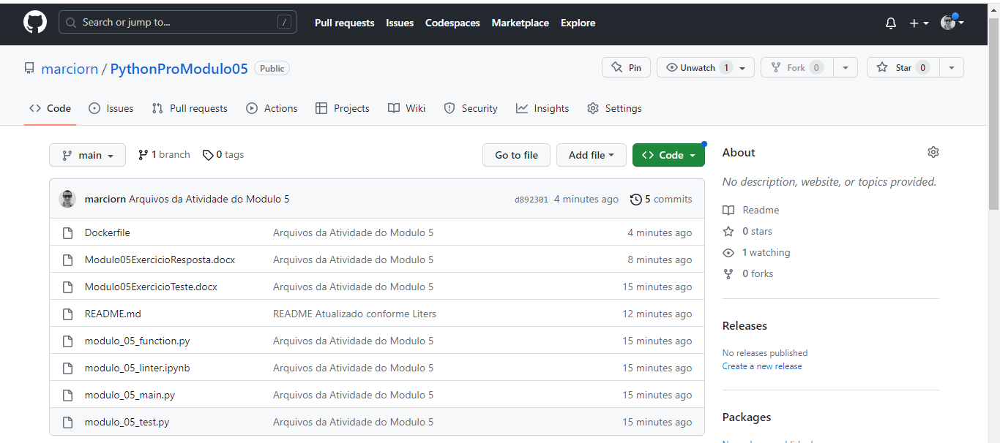 Search or jump to... / Pull requests Issues Codespaces Marketplace Explore
marciorn / PythonProModulo05 Public Pin Unwatch 1 Fork 0 Star 0
Code Issues Pull requests Actions Projects Wiki Security Insights Settings
main 1 branch 0 tags Go to file Add file Code About
No description, website, or topics provided.
marciorn Arquivos da Atividade do Modulo 5 d892301 4 minutes ago 5 commits
Readme
Dockerfile Arquivos da Atividade do Modulo 5 4 minutes ago
0 stars
Modulo05ExercicioResposta.docx Arquivos da Atividade do Modulo 5 8 minutes ago
1 watching
Modulo05ExercicioTeste.docx Arquivos da Atividade do Modulo 5 15 minutes ago
0 forks
README.md README Atualizado conforme Liters 12 minutes ago
Releases
modulo_05_function.py Arquivos da Atividade do Modulo 5 15 minutes ago
No releases published
modulo_05_linter.ipynb Arquivos da Atividade do Modulo 5 15 minutes ago
Create a new release
modulo_05_main.py Arquivos da Atividade do Modulo 5 15 minutes ago
modulo_05_test.py Arquivos da Atividade do Modulo 5 15 minutes ago
Packages